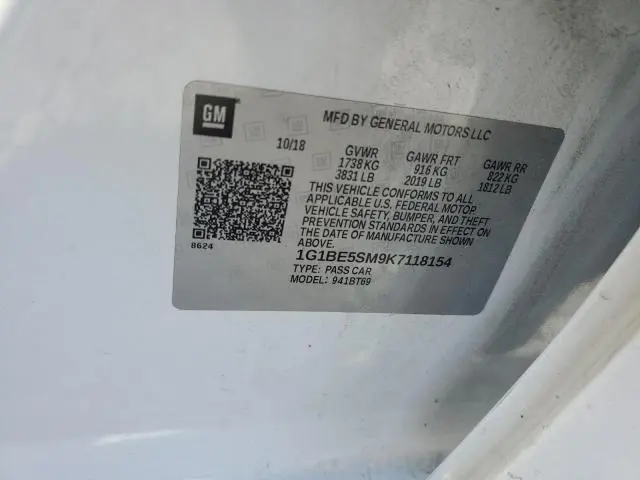 GM
MFD BY GENERAL MOTORS LLC
10/18 GVWR GAWR FRT GAWR RR
1738 KG 916 KG 822 KG
3831 LB 2019 LB 1812 LB
THIS VEHICLE CONFORMS TO ALL
APPLICABLE U.S. FEDERAL MOTOR
VEHICLE SAFETY, BUMPER, AND THEFT
PREVENTION STANDARDS IN EFFECT ON
THE DATE OF MANUFACTURE SHOWN
ABOVE.
8624
1G1BE5SM9K7118154
TYPE: PASS CAR
MODEL: 941BT69